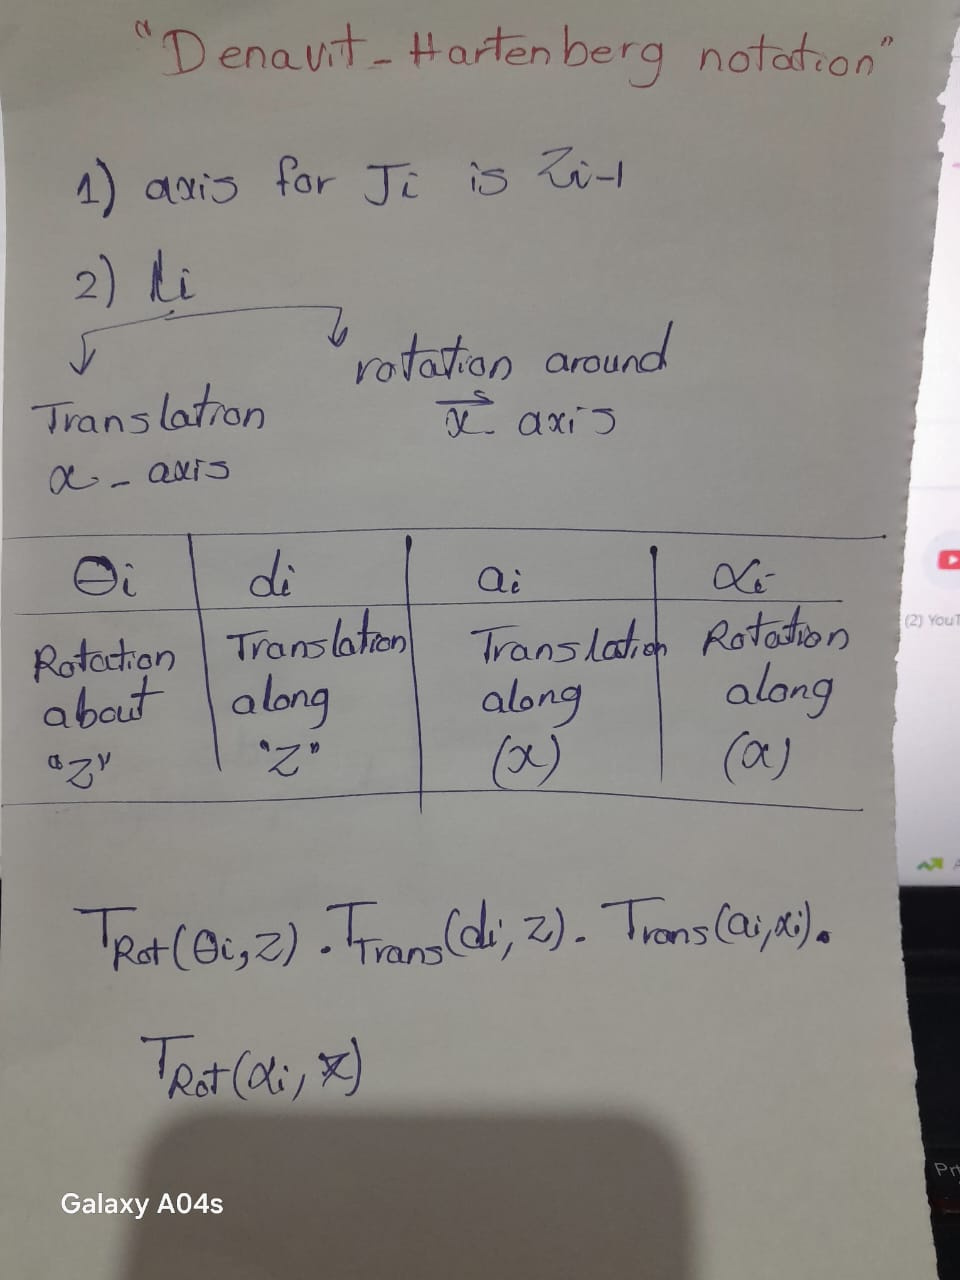 "Denavit-Hartenberg notation"
1) axis for Ji is Zi-1
2) li
rotation around
x axis
Translation
x - axis
θi di ai αi
Rotation about "Z"
Translation along "Z"
Translation along (x)
Rotation along (x)
TRot(θi,z) . TTrans(di, z). Trans(ai,xi).
TRot(αi, x)
(2) YouT
Galaxy A04s